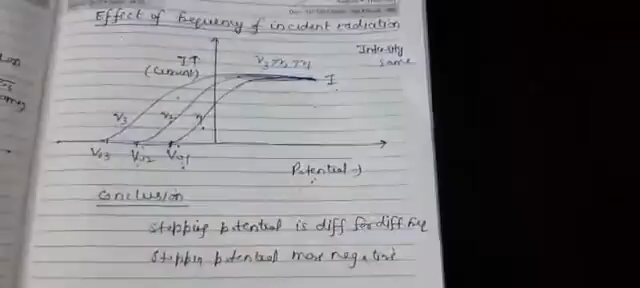 Effect of frequency of incident radiation
Intensity
same
I↑
(Current)
ν3 > ν2 > ν1
I
ν3 ν2 ν1
V03 V02 V01
Potential →
Conclusion
Stopping potential is diff for diff freq
Stoppin potential more negative